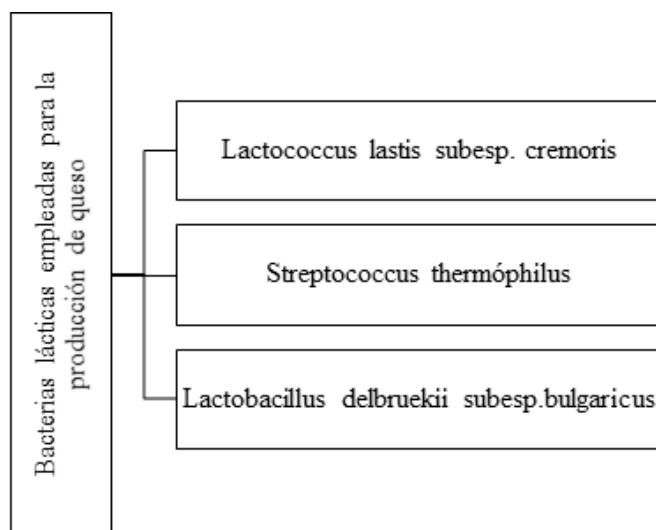 Bacterias lácticas empleadas para la
producción de queso
Lactococcus lastis subesp. cremoris
Streptococcus thermóphilus
Lactobacillus delbruekii subesp.bulgaricus